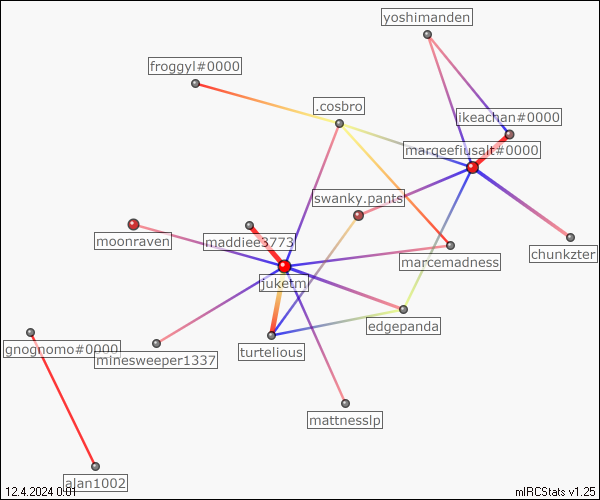 yoshimanden
froggyl#0000
.cosbro
ikeachan#0000
marqeefiusalt#0000
swanky.pants
moonraven
maddiee3773
marcemadness
chunkzter
juketml
edgepanda
gnognomo#0000
minesweeper1337
turtelious
mattnesslp
alan1002
12.4.2024 0:01
mIRCStats v1.25